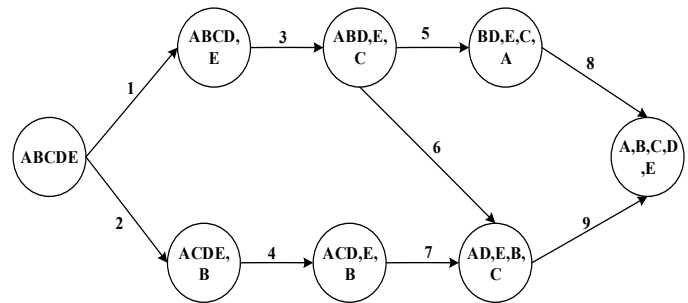 ABCD,
E
3
ABD,E,
C
5
BD,E,C,
A
8
1
ABCDE
6
A,B,C,D
,E
2
9
ACDE,
B
4
ACD,E,
B
7
AD,E,B,
C